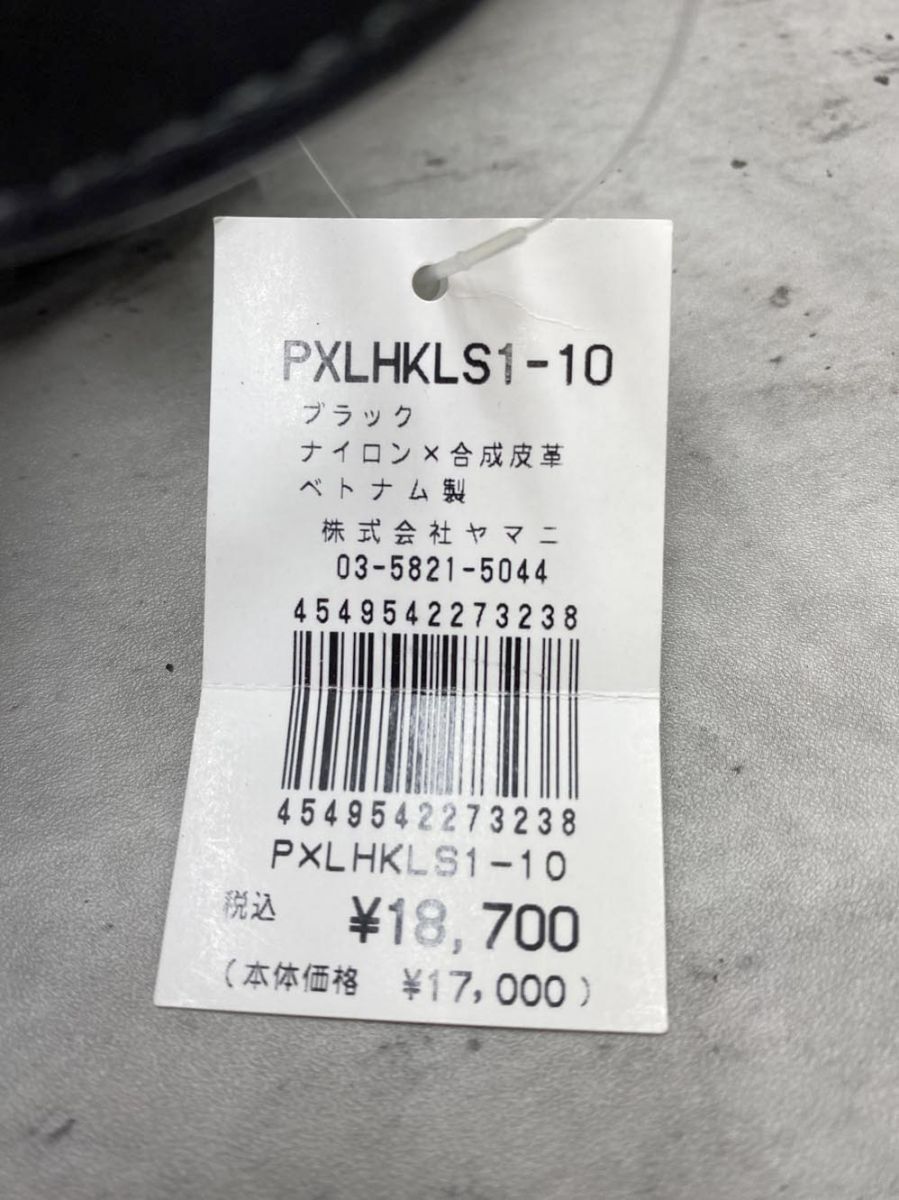 PXLHKLS1-10
ブラック
ナイロン×合成皮革
ベトナム製
株式会社ヤマニ
03-5821-5044
4549542273238
4549542273238
PXLHKLS1-10
税込 ¥18,700
(本体価格 ¥17,000)